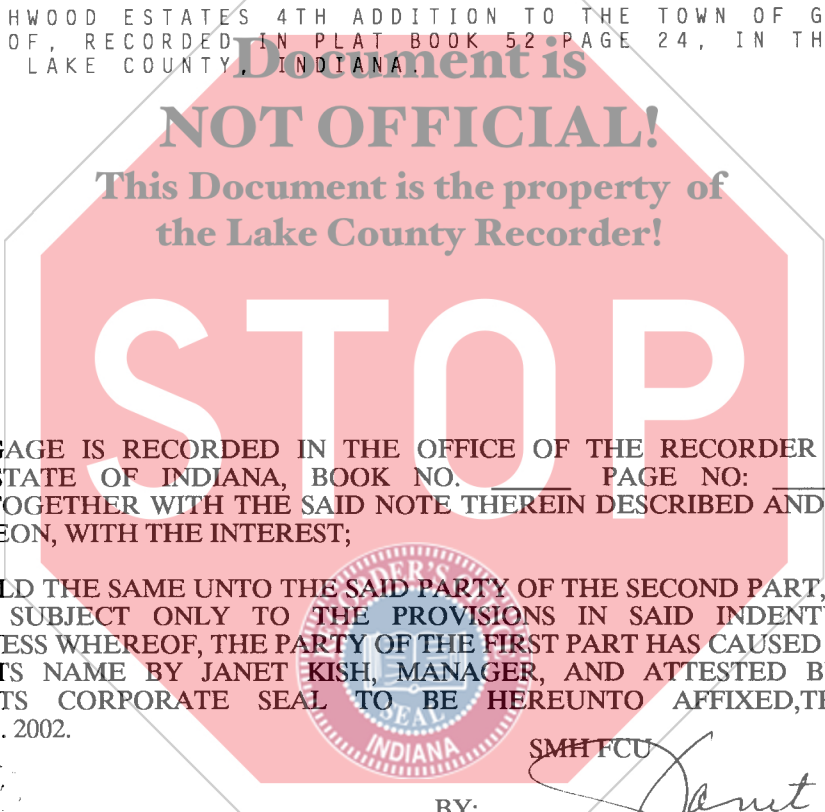 HWOOD ESTATES 4TH ADDITION TO THE TOWN OF G
OF, RECORDED IN PLAT BOOK 52 PAGE 24, IN TH
LAKE COUNTY, INDIANA.
Document is
NOT OFFICIAL!
This Document is the property of
the Lake County Recorder!
STOP
GAGE IS RECORDED IN THE OFFICE OF THE RECORDER
STATE OF INDIANA, BOOK NO. ______ PAGE NO: ____
TOGETHER WITH THE SAID NOTE THEREIN DESCRIBED AND
EON, WITH THE INTEREST;
LD THE SAME UNTO THE SAID PARTY OF THE SECOND PART,
SUBJECT ONLY TO THE PROVISIONS IN SAID INDENT
ESS WHEREOF, THE PARTY OF THE FIRST PART HAS CAUSED
TS NAME BY JANET KISH, MANAGER, AND ATTESTED B
TS CORPORATE SEAL TO BE HEREUNTO AFFIXED,TH
. 2002.
SEAL
INDIANA
SMH FCU
Janet
BY: